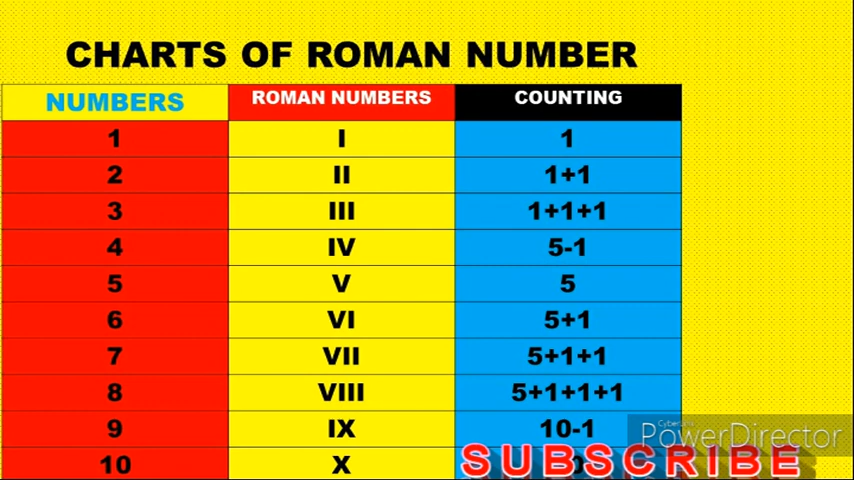 CHARTS OF ROMAN NUMBER
NUMBERS ROMAN NUMBERS COUNTING
1 I 1
2 II 1+1
3 III 1+1+1
4 IV 5-1
5 V 5
6 VI 5+1
7 VII 5+1+1
8 VIII 5+1+1+1
9 IX 10-1
CyberLink
PowerDirector
10 X
SUBSCRIBE